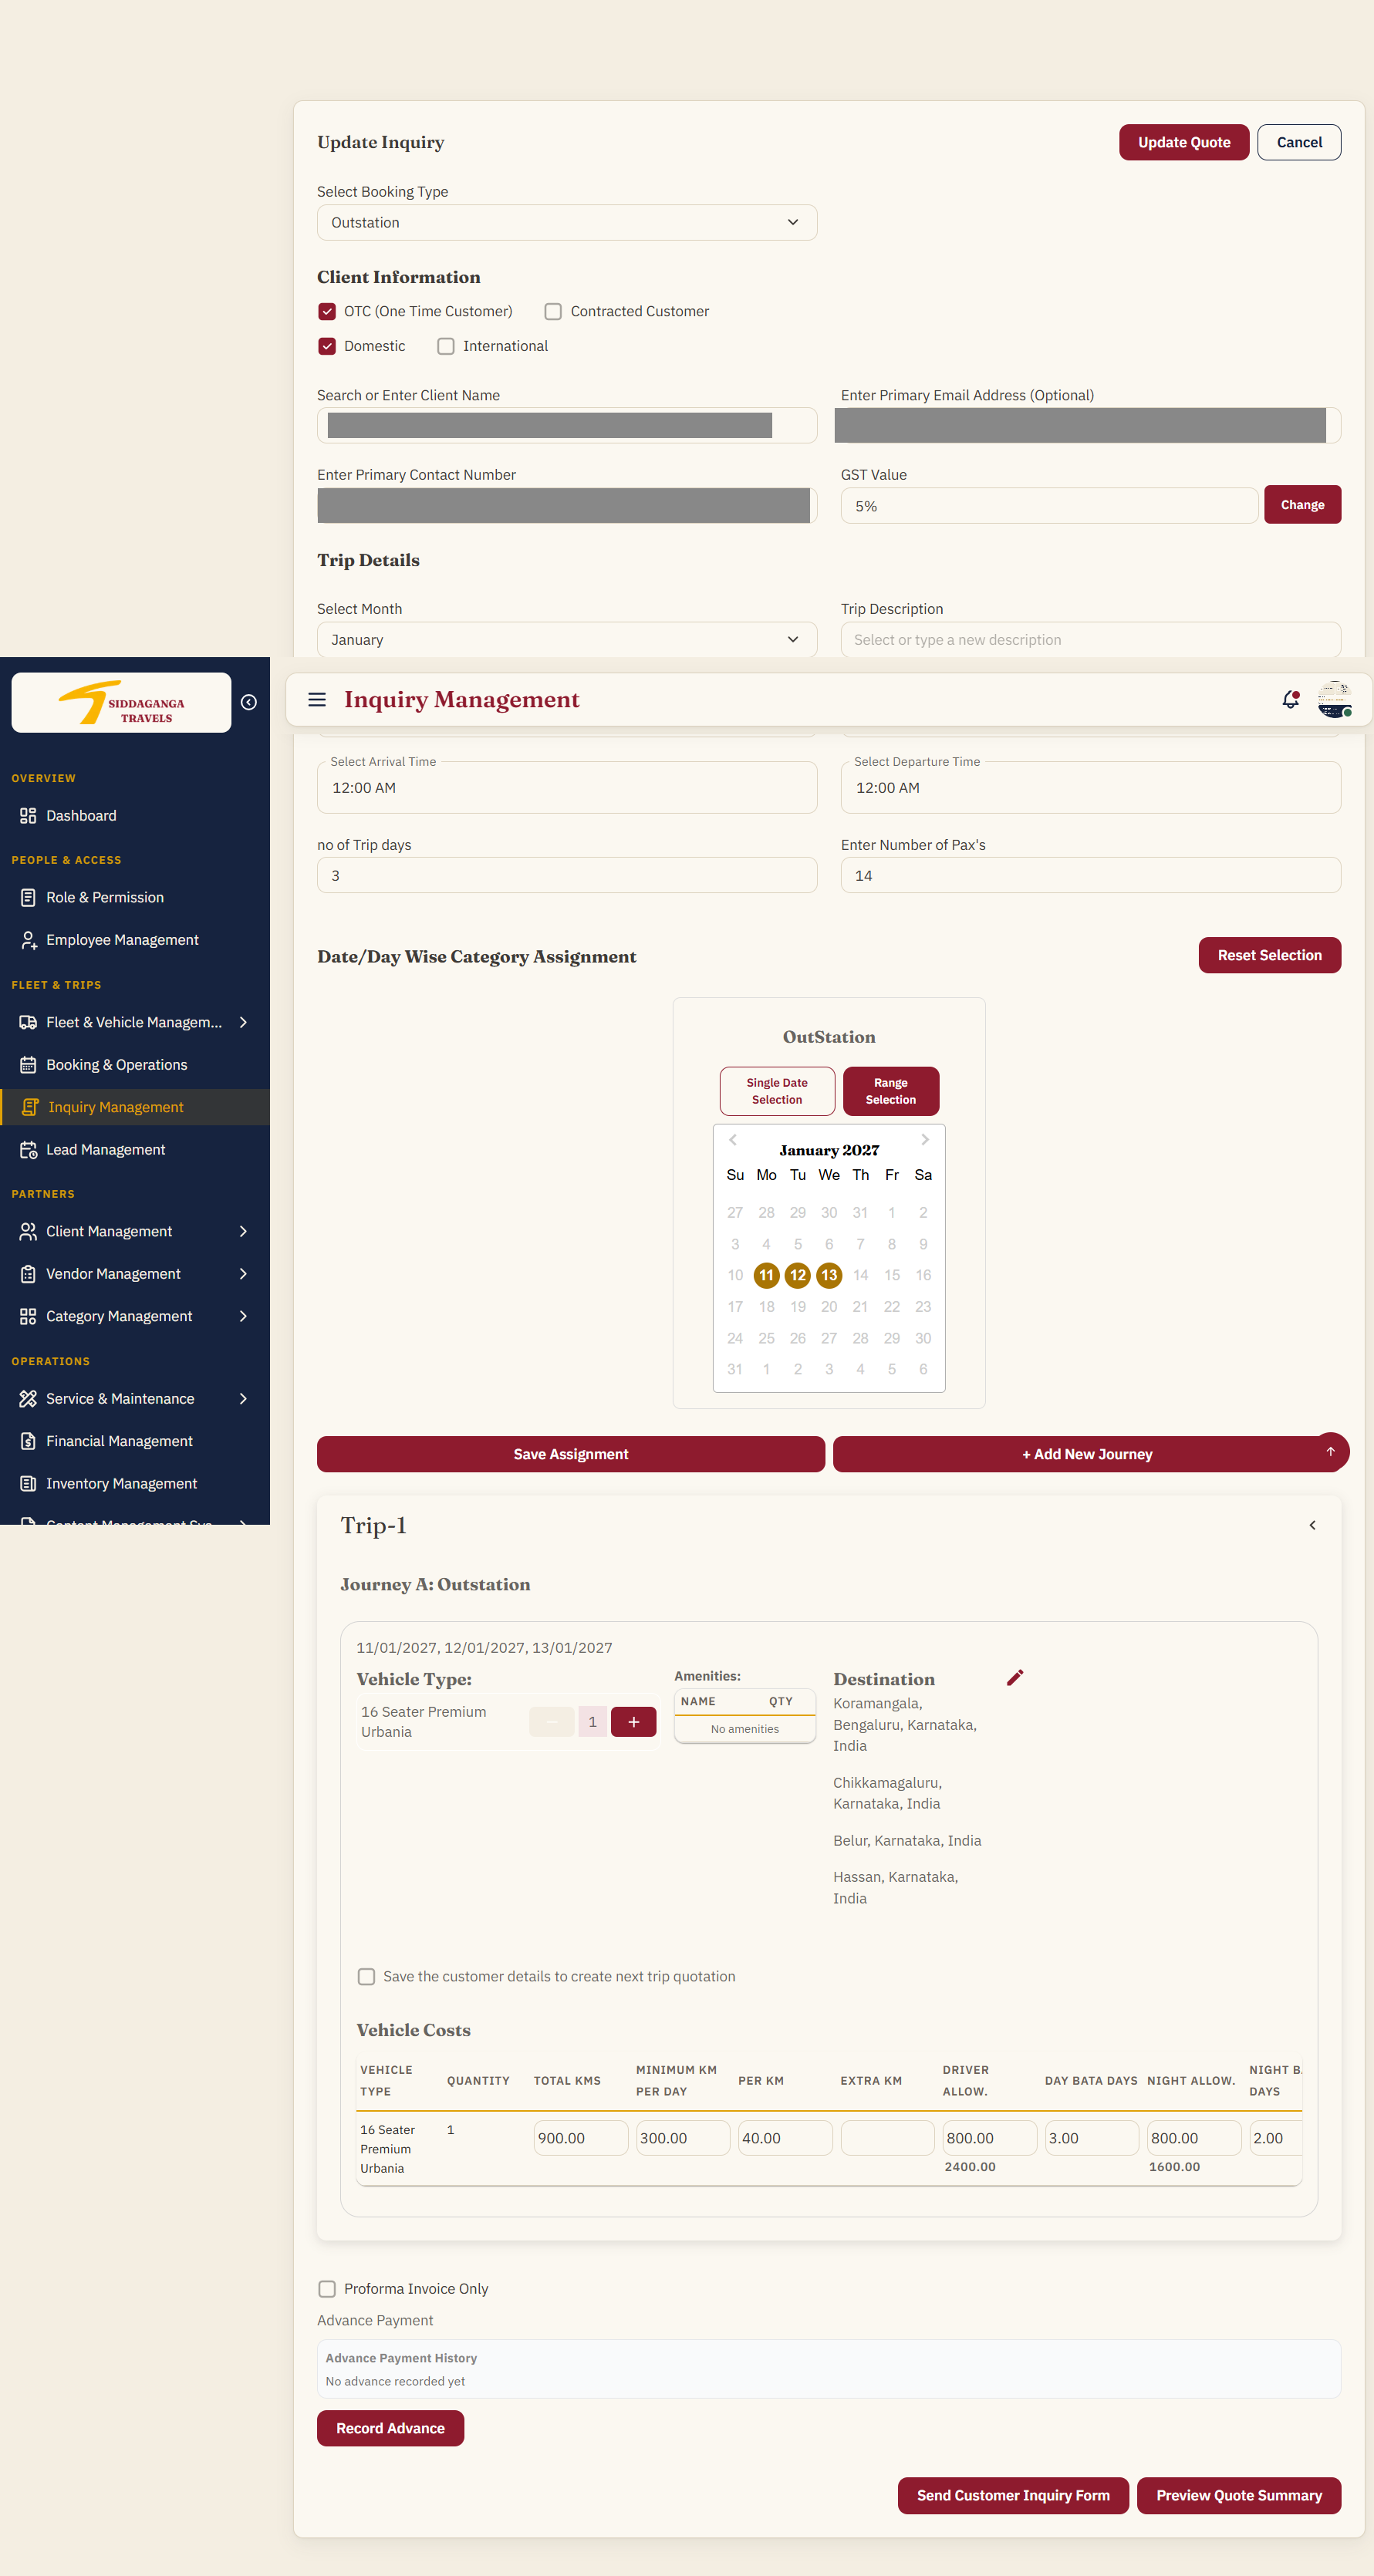 Update Inquiry
Update Quote
Cancel
Select Booking Type
Outstation
Client Information
OTC (One Time Customer)
Contracted Customer
Domestic
International
Search or Enter Client Name
Enter Primary Email Address (Optional)
Enter Primary Contact Number
GST Value
5%
Change
Trip Details
Select Month
Trip Description
January
Select or type a new description
SIDDAGANGA
TRAVELS
Inquiry Management
OVERVIEW
Dashboard
PEOPLE & ACCESS
Role & Permission
Employee Management
FLEET & TRIPS
Fleet & Vehicle Managem...
Booking & Operations
Inquiry Management
Lead Management
PARTNERS
Client Management
Vendor Management
Category Management
OPERATIONS
Service & Maintenance
Financial Management
Inventory Management
Content Management Sys...
Select Arrival Time
12:00 AM
Select Departure Time
12:00 AM
no of Trip days
3
Enter Number of Pax's
14
Date/Day Wise Category Assignment
Reset Selection
OutStation
Single Date
Selection
Range
Selection
January 2027
Su Mo Tu We Th Fr Sa
27 28 29 30 31 1 2
3 4 5 6 7 8 9
10 11 12 13 14 15 16
17 18 19 20 21 22 23
24 25 26 27 28 29 30
31 1 2 3 4 5 6
Save Assignment
+ Add New Journey
Trip-1
Journey A: Outstation
11/01/2027, 12/01/2027, 13/01/2027
Vehicle Type:
16 Seater Premium
Urbania
1
Amenities:
NAME QTY
No amenities
Destination
Koramangala,
Bengaluru, Karnataka,
India
Chikkamagaluru,
Karnataka, India
Belur, Karnataka, India
Hassan, Karnataka,
India
Save the customer details to create next trip quotation
Vehicle Costs
VEHICLE
TYPE
QUANTITY
TOTAL KMS
MINIMUM KM
PER DAY
PER KM
EXTRA KM
DRIVER
ALLOW.
DAY BATA DAYS
NIGHT ALLOW.
NIGHT BA
DAYS
16 Seater
Premium
Urbania
1
900.00
300.00
40.00
800.00
2400.00
3.00
800.00
1600.00
2.00
Proforma Invoice Only
Advance Payment
Advance Payment History
No advance recorded yet
Record Advance
Send Customer Inquiry Form
Preview Quote Summary